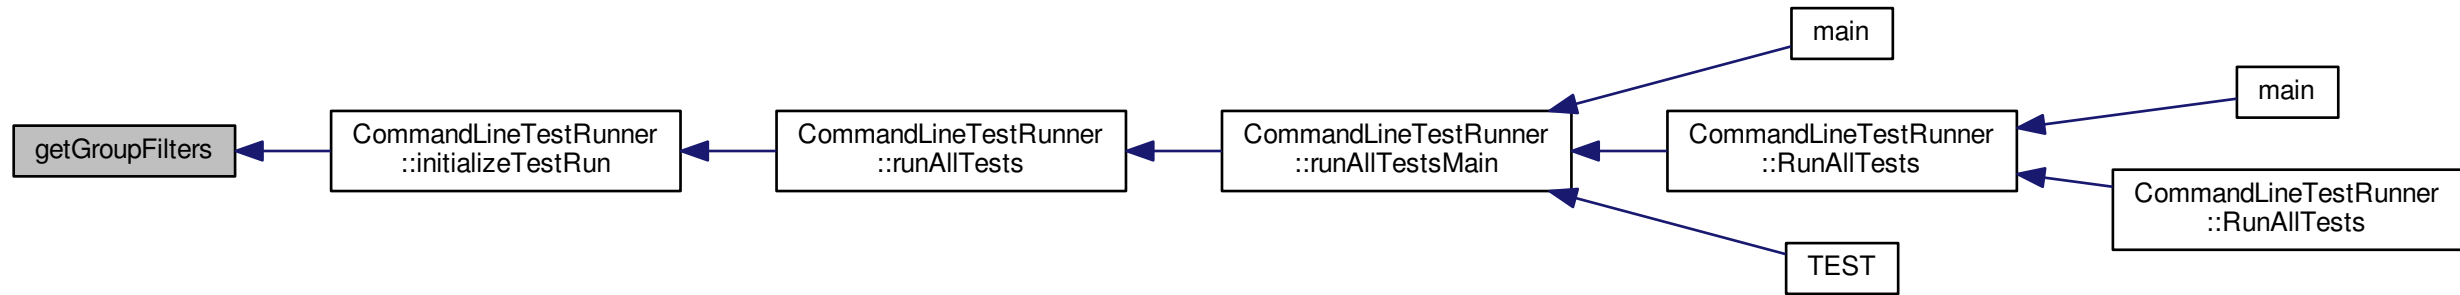 getGroupFilters
CommandLineTestRunner
::initializeTestRun
CommandLineTestRunner
::runAllTests
CommandLineTestRunner
::runAllTestsMain
main
CommandLineTestRunner
::RunAllTests
TEST
main
CommandLineTestRunner
::RunAllTests